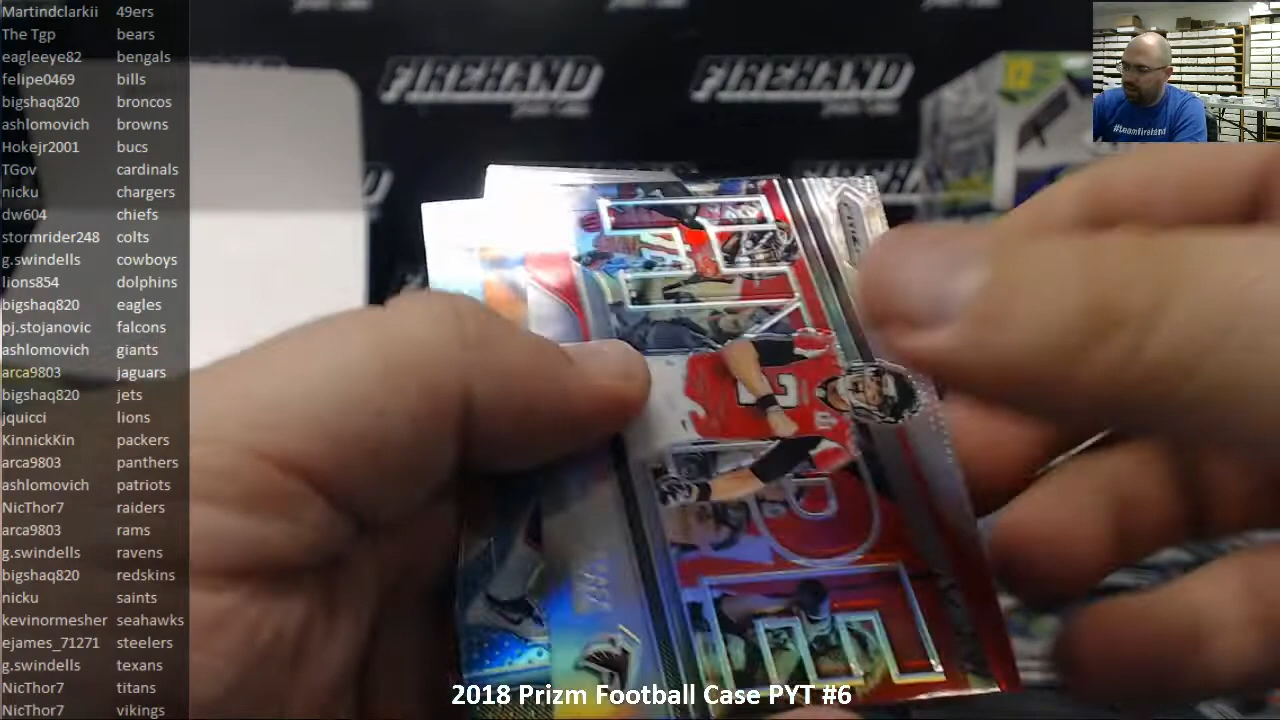 Martindclarkii 49ers
The Tgp bears
eagleeye82 bengals
felipe0469 bills
bigshaq820 broncos
ashlomovich browns
Hokejr2001 bucs
TGov cardinals
nicku chargers
dw604 chiefs
stormrider248 colts
g.swindells cowboys
lions854 dolphins
bigshaq820 eagles
pj.stojanovic falcons
ashlomovich giants
arca9803 jaguars
bigshaq820 jets
jquicci lions
KinnickKin packers
arca9803 panthers
ashlomovich patriots
NicThor7 raiders
arca9803 rams
g.swindells ravens
bigshaq820 redskins
nicku saints
kevinormesher seahawks
ejames_71271 steelers
g.swindells texans
NicThor7 titans
NicThor7 vikings
FIREHAND
FIREHAND
#teamfirehand
2
2018 Prizm Football Case PYT #6